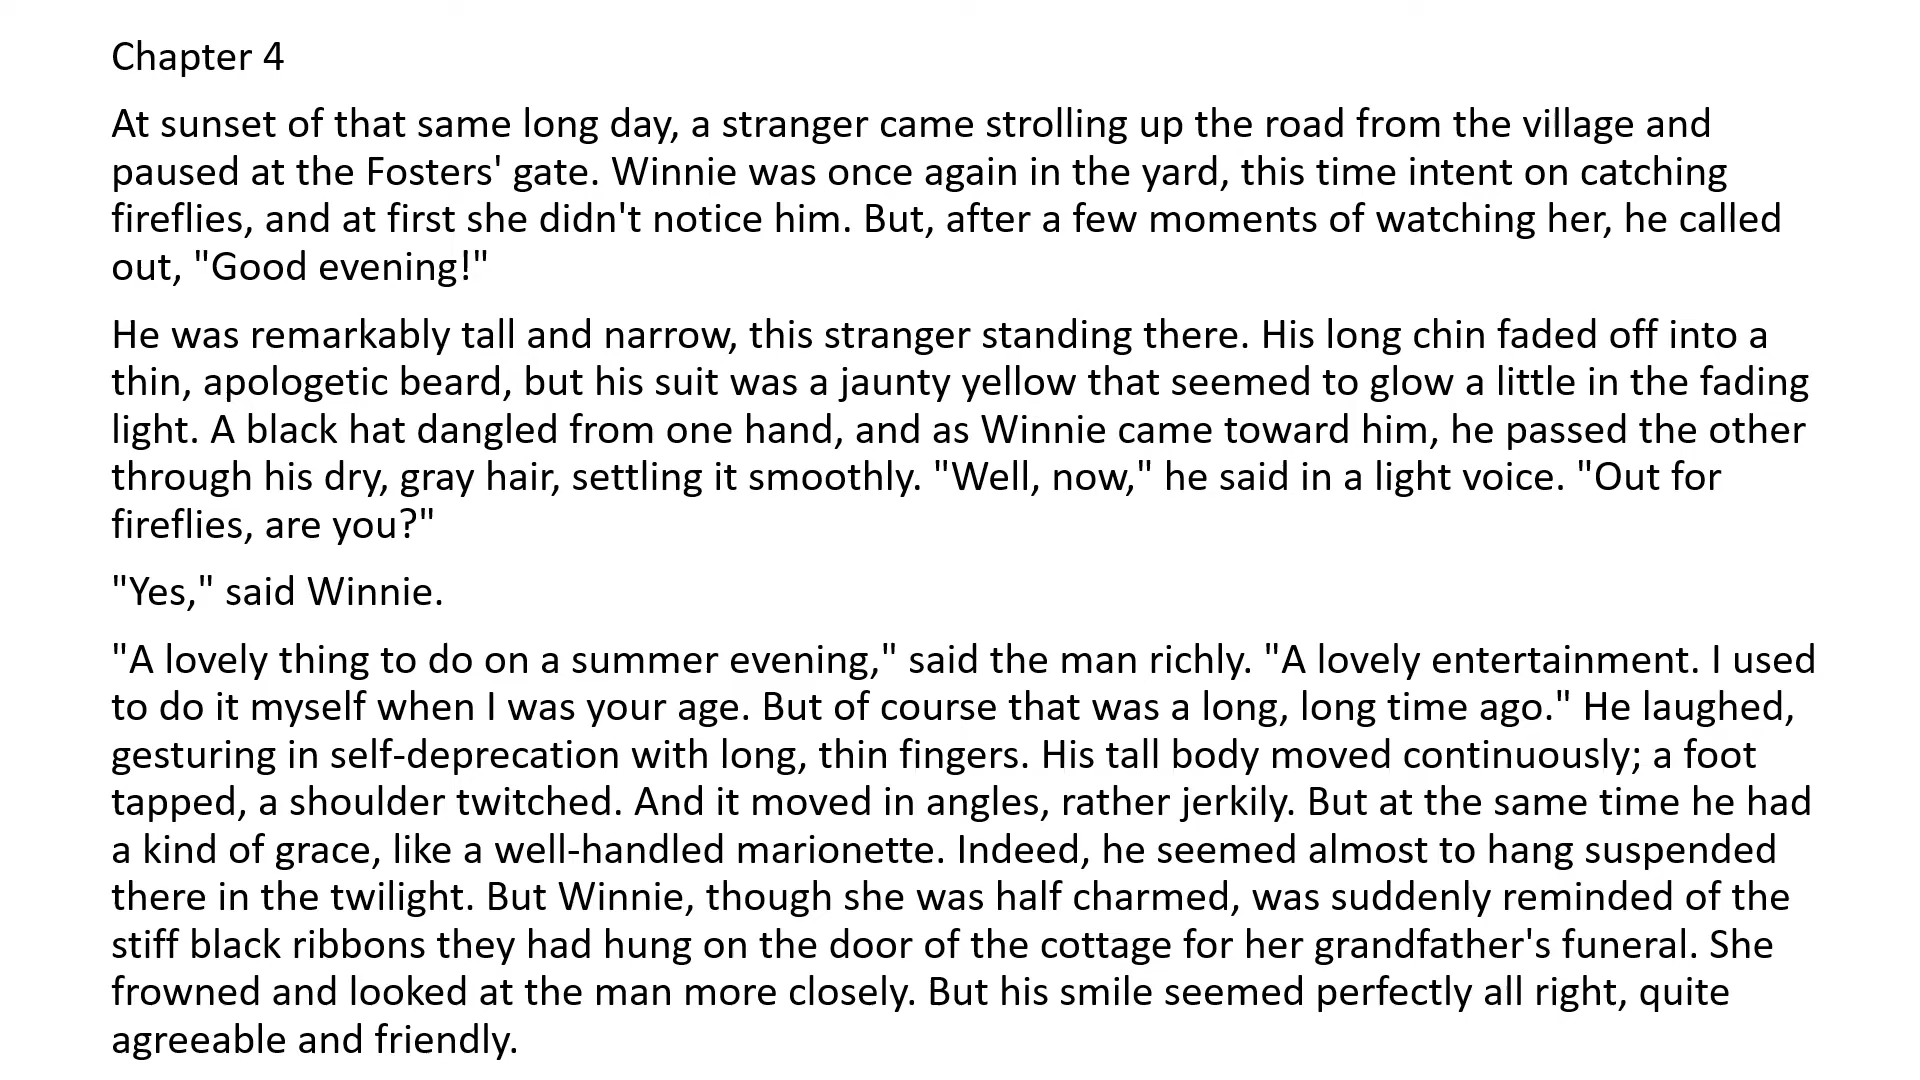 Chapter 4
At sunset of that same long day, a stranger came strolling up the road from the village and
paused at the Fosters' gate. Winnie was once again in the yard, this time intent on catching
fireflies, and at first she didn't notice him. But, after a few moments of watching her, he called
out, "Good evening!"
He was remarkably tall and narrow, this stranger standing there. His long chin faded off into a
thin, apologetic beard, but his suit was a jaunty yellow that seemed to glow a little in the fading
light. A black hat dangled from one hand, and as Winnie came toward him, he passed the other
through his dry, gray hair, settling it smoothly. "Well, now," he said in a light voice. "Out for
fireflies, are you?"
"Yes," said Winnie.
"A lovely thing to do on a summer evening," said the man richly. "A lovely entertainment. I used
to do it myself when I was your age. But of course that was a long, long time ago." He laughed,
gesturing in self-deprecation with long, thin fingers. His tall body moved continuously; a foot
tapped, a shoulder twitched. And it moved in angles, rather jerkily. But at the same time he had
a kind of grace, like a well-handled marionette. Indeed, he seemed almost to hang suspended
there in the twilight. But Winnie, though she was half charmed, was suddenly reminded of the
stiff black ribbons they had hung on the door of the cottage for her grandfather's funeral. She
frowned and looked at the man more closely. But his smile seemed perfectly all right, quite
agreeable and friendly.